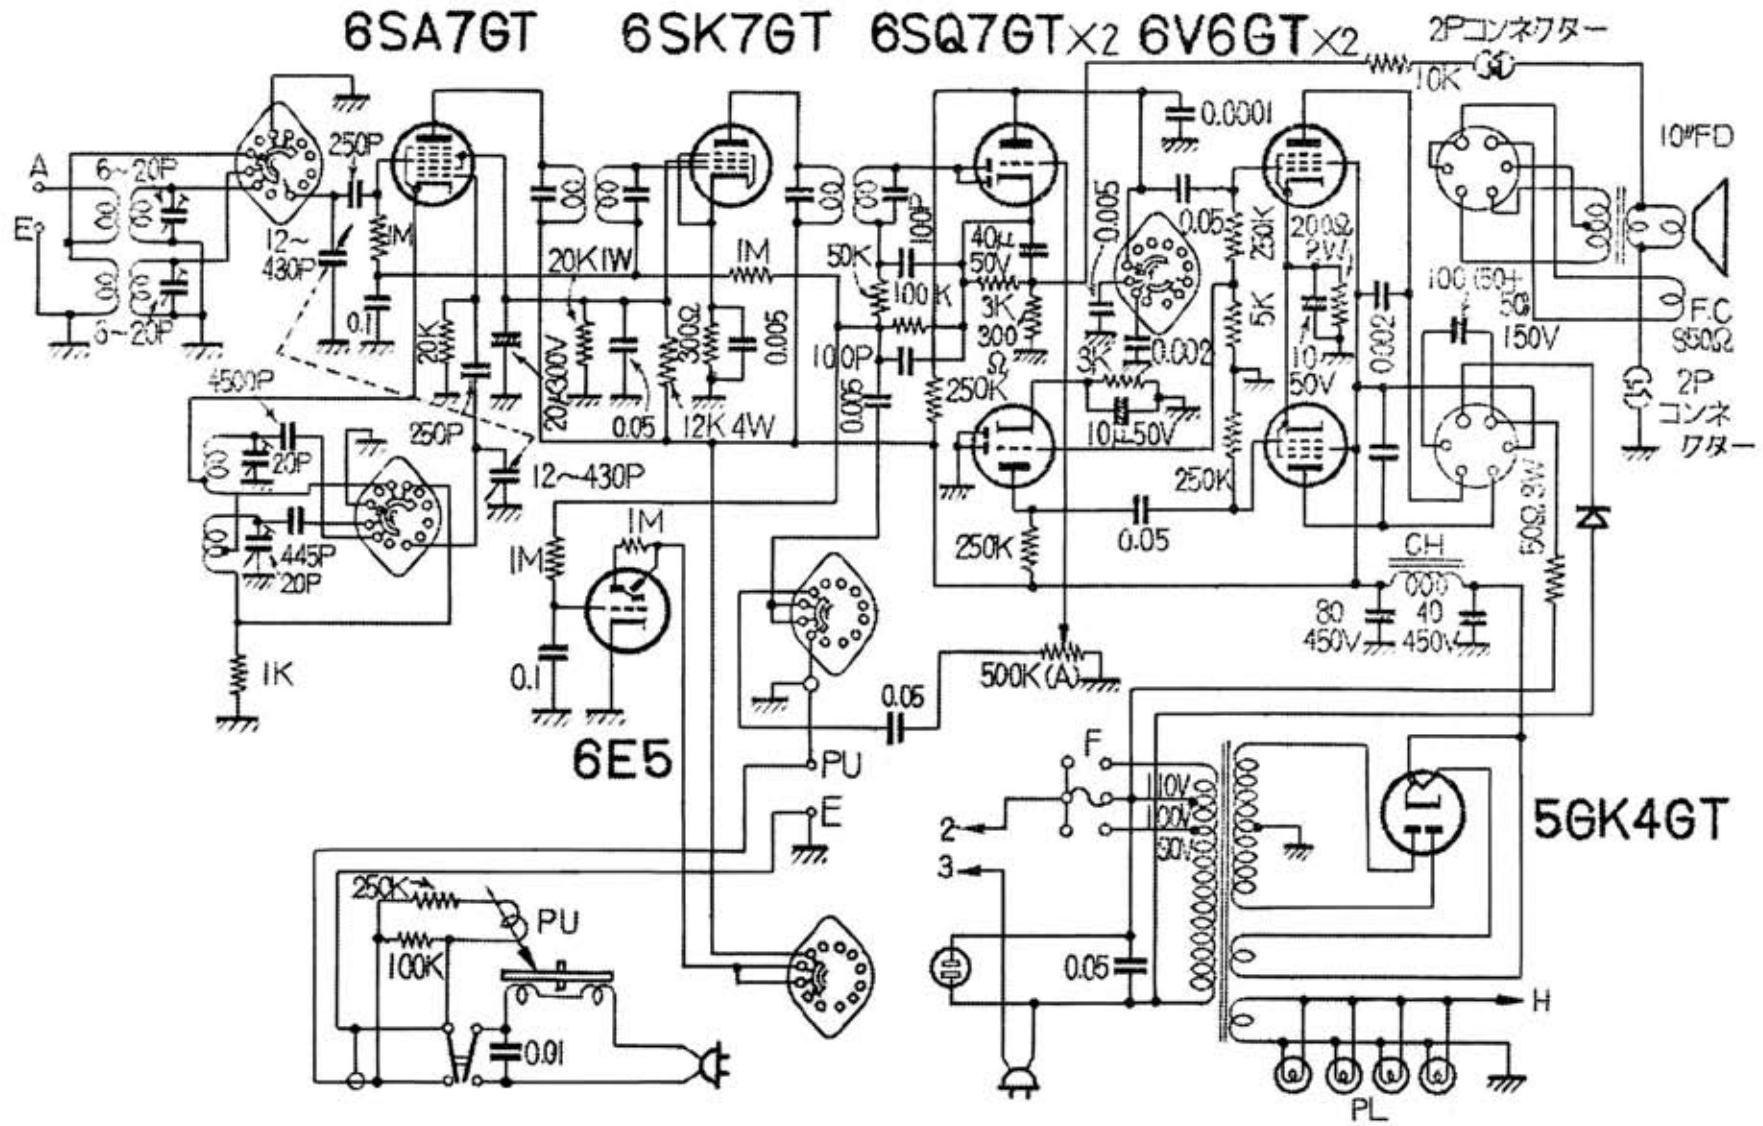 6SA7GT 6SK7GT 6SQ7GT×2 6V6GT×2
2Pコンネクター
10K
0.0001
10"FD
A
6~20P
250P
E
12~
430P
1M
0.1
6~20P
20K
20K1W
1M
300Ω
0.005
50K
100P
100K
100P
40μ
50V
3K
300
Ω
0.005
0.05
250K
200Ω
2W
5K
0.002
3K
10
50V
0.002
100 (50+
50)
150V
F.C
850Ω
2P
コンネ
クター
4500P
20P
250P
20μ300V
0.05
12K 4W
0.005
250K
10μ50V
250K
12~430P
445P
20P
1K
1M
1M
0.1
6E5
250K
0.05
CH
80
450V
40
450V
50Ω3W
500K(A)
0.05
PU
E
F
110V
100V
90V
2
3
5GK4GT
250K
PU
100K
0.01
0.05
H
PL